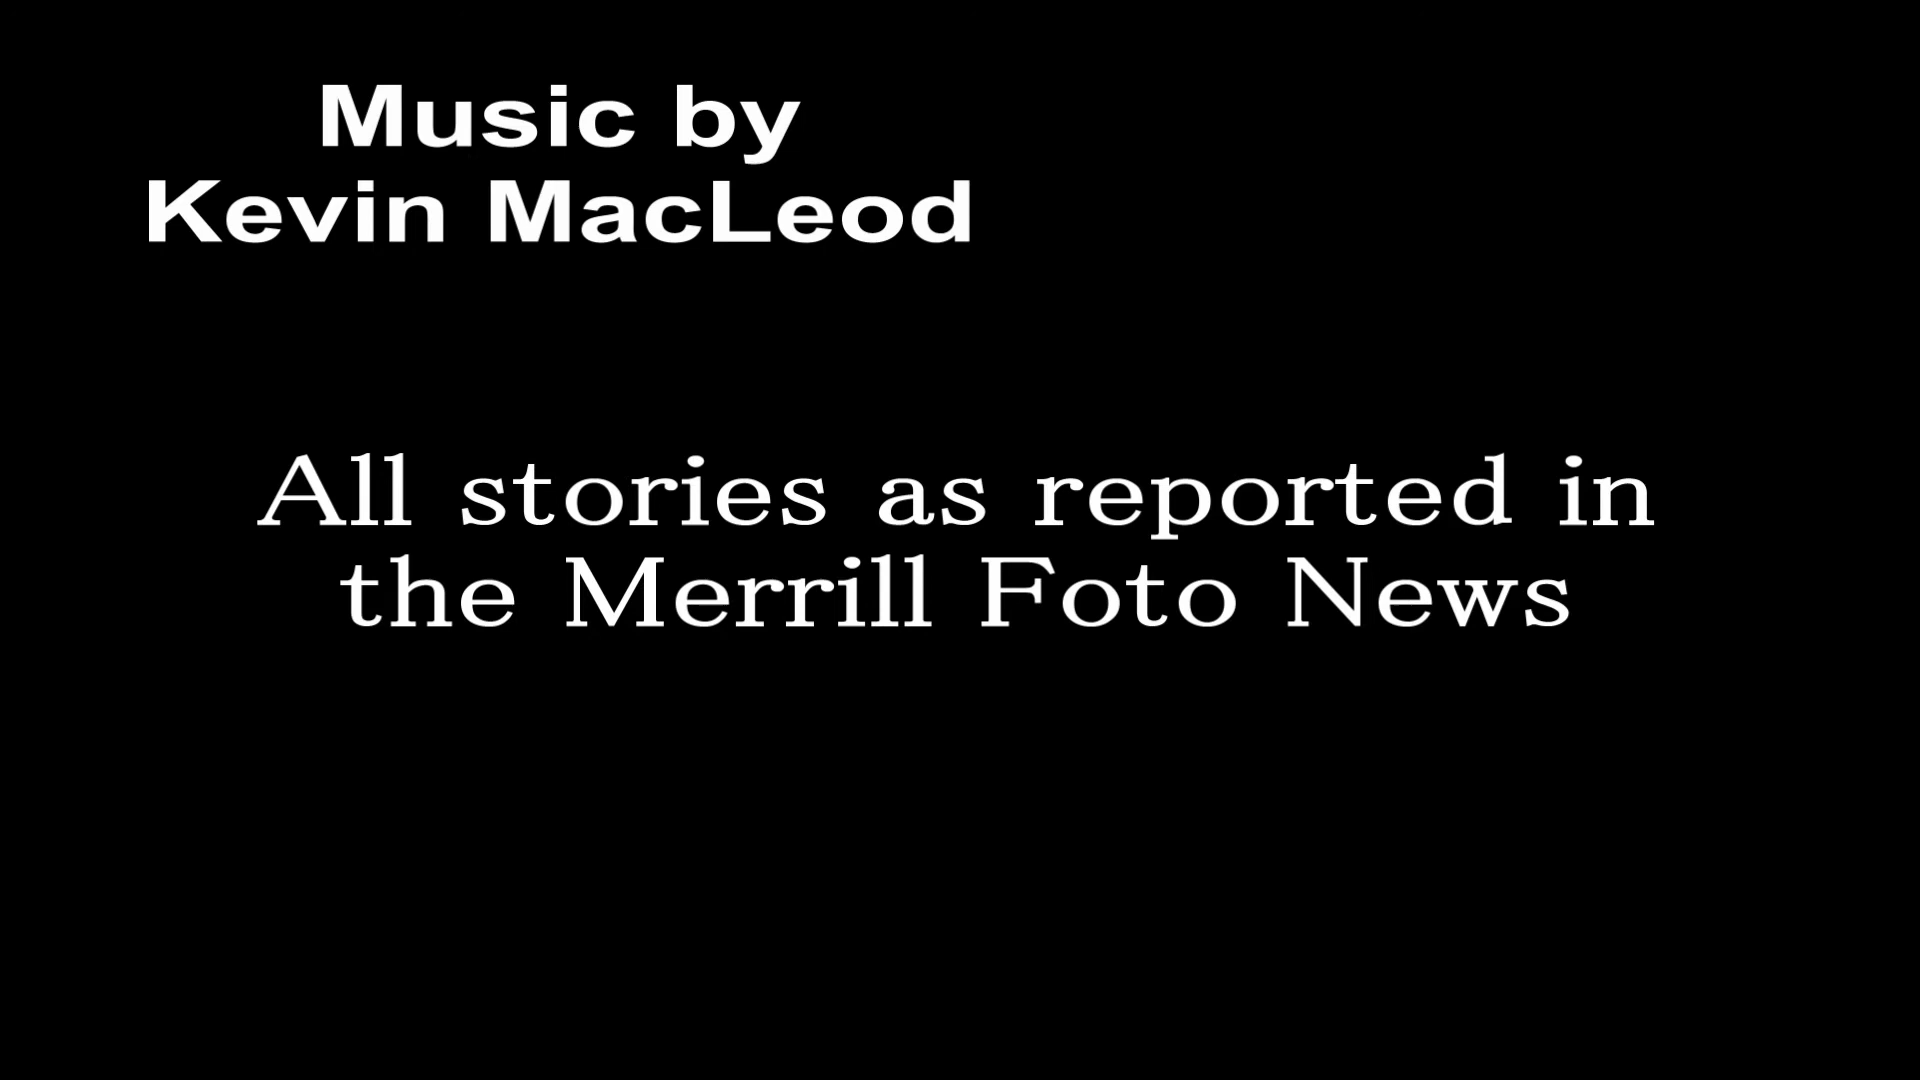 Music by
Kevin MacLeod
All stories as reported in
the Merrill Foto News